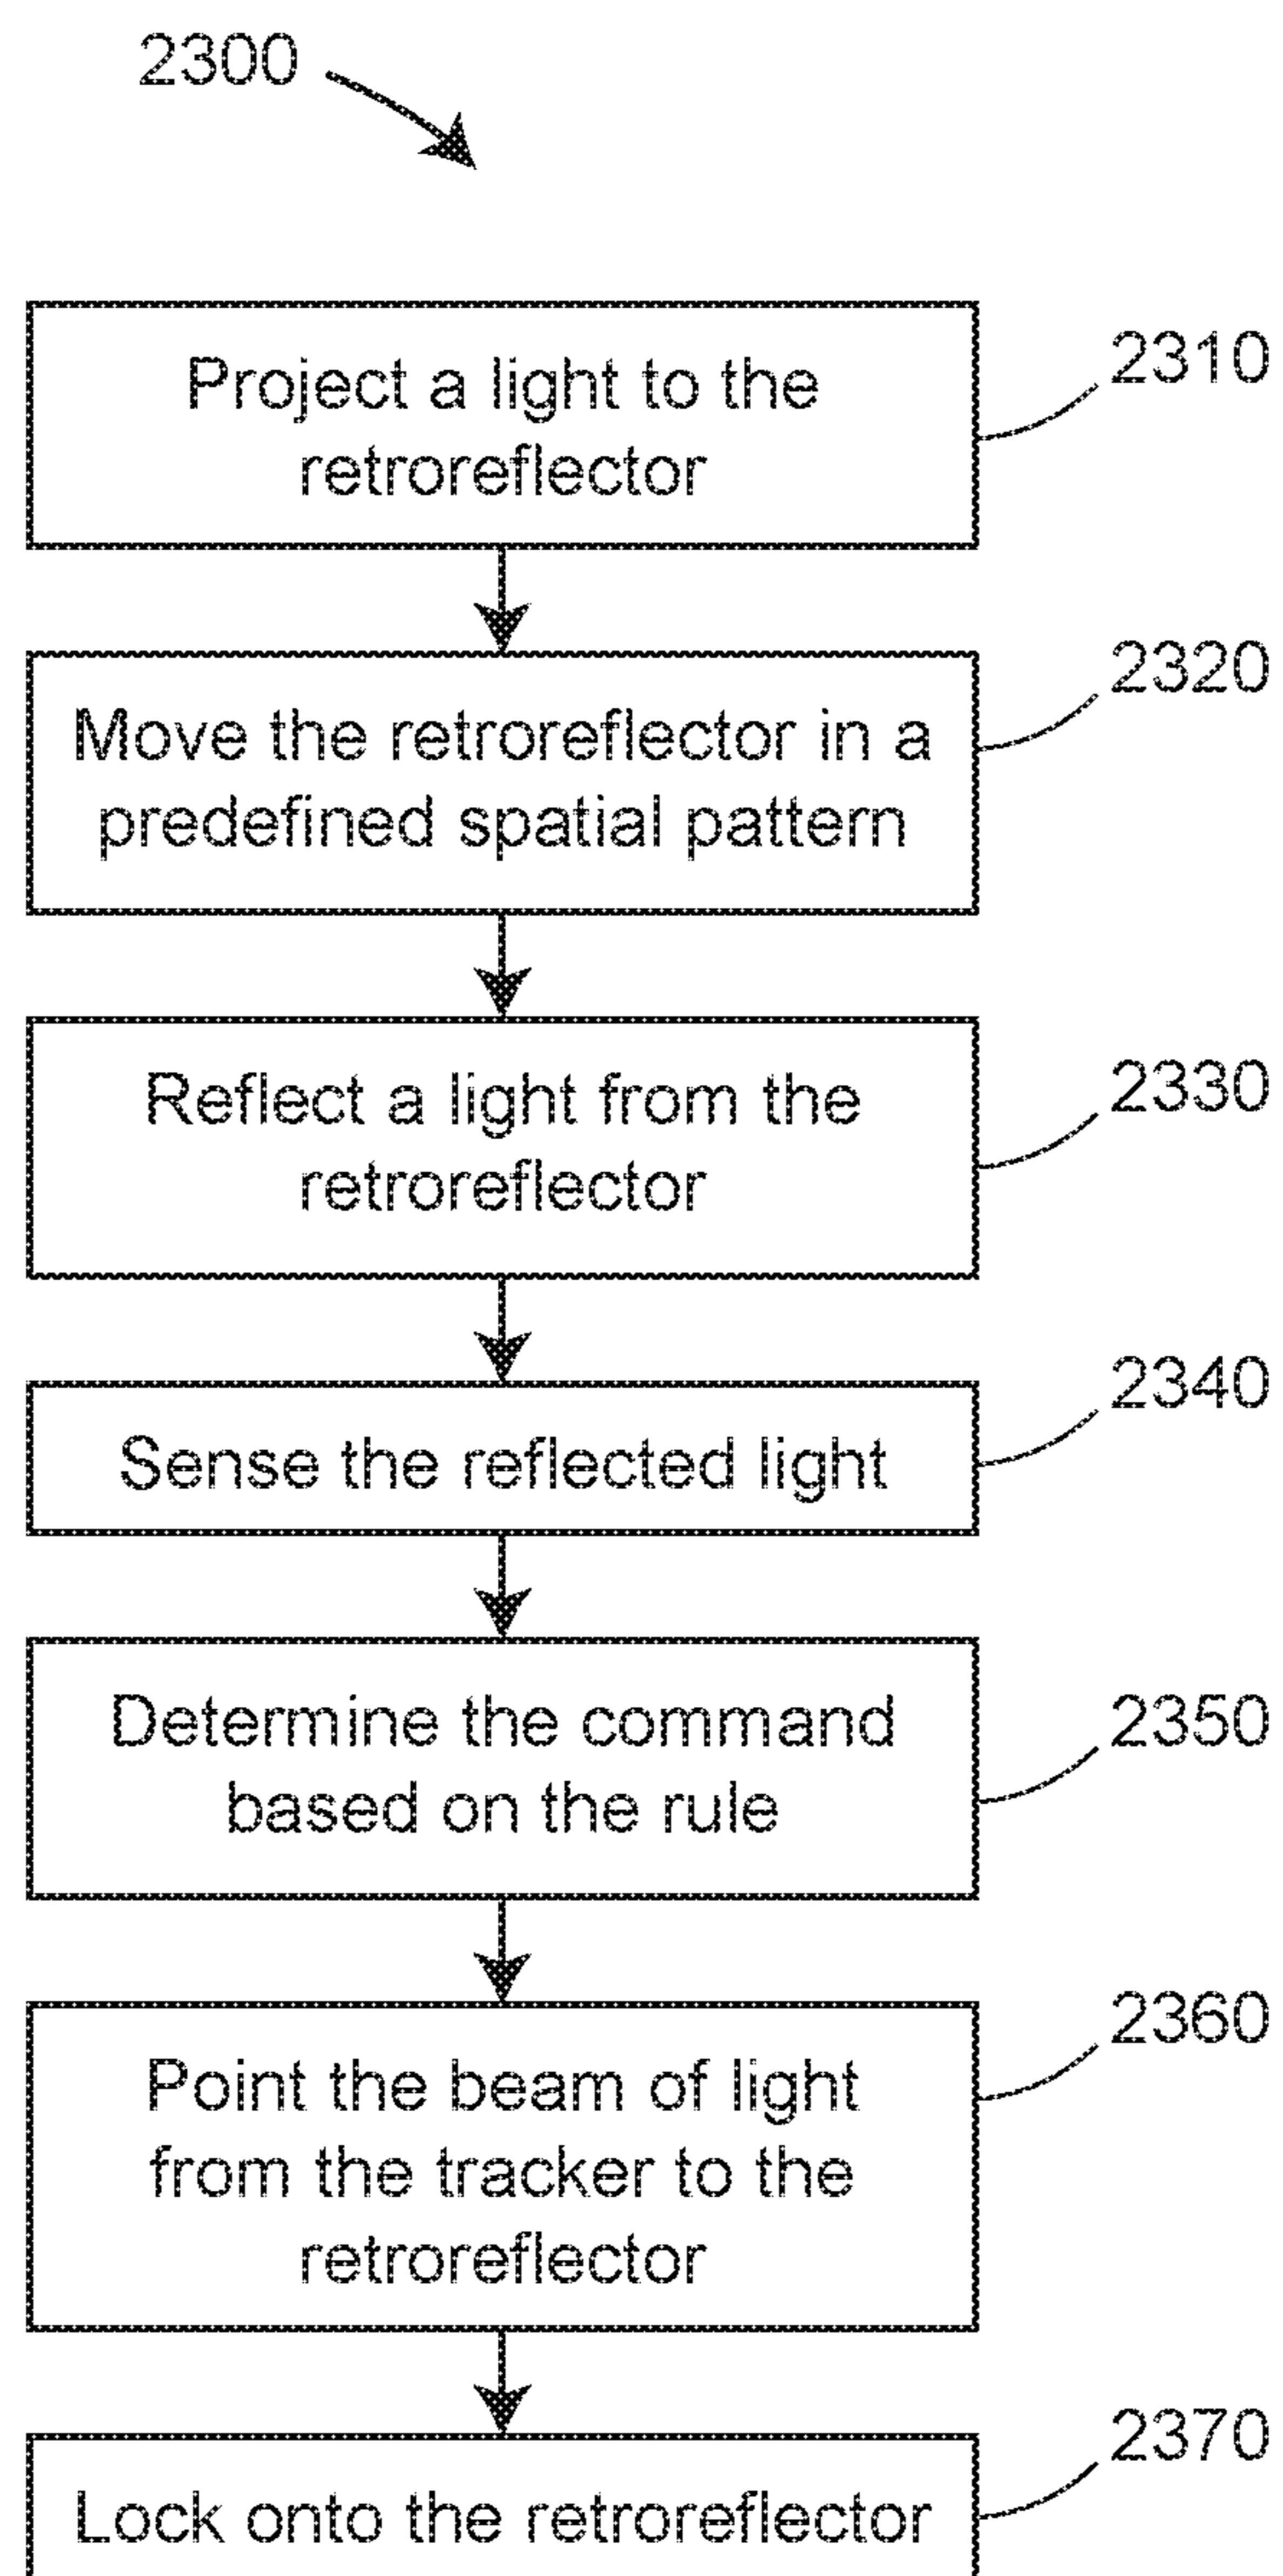 2300
Project a light to the
retroreflector
2310
Move the retroreflector in a
predefined spatial pattern
2320
Reflect a light from the
retroreflector
2330
Sense the reflected light
2340
Determine the command
based on the rule
2350
Point the beam of light
from the tracker to the
retroreflector
2360
Lock onto the retroreflector
2370